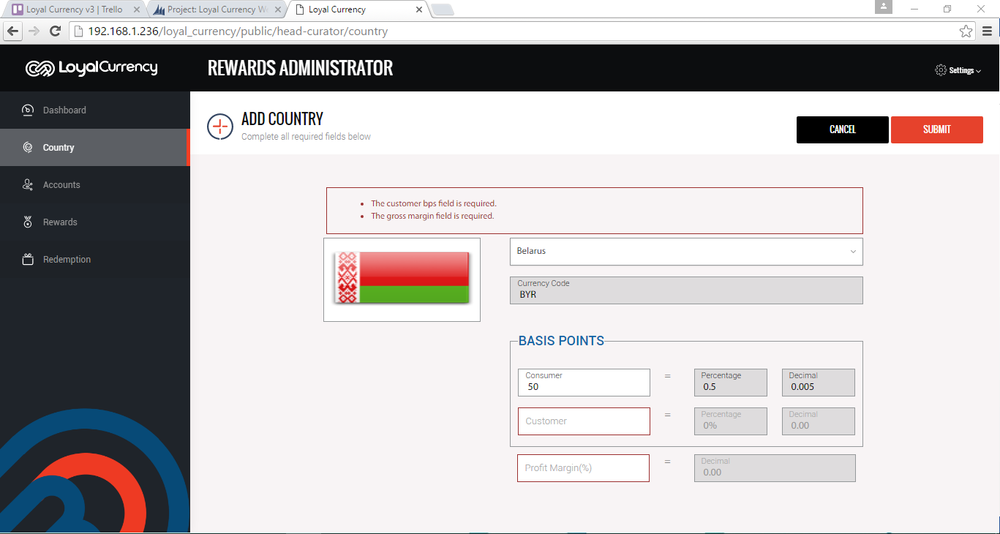 Loyal Currency v3 | Trello
Project: Loyal Currency We
Loyal Currency
192.168.1.236/loyal_currency/public/head-curator/country
LoyalCurrency
REWARDS ADMINISTRATOR
Settings
Dashboard
Country
Accounts
Rewards
Redemption
ADD COUNTRY
Complete all required fields below
CANCEL
SUBMIT
• The customer bps field is required.
• The gross margin field is required.
Belarus
Currency Code
BYR
BASIS POINTS
Consumer = Percentage Decimal
50 0.5 0.005
Customer = Percentage Decimal
0% 0.00
Profit Margin(%) = Decimal
0.00